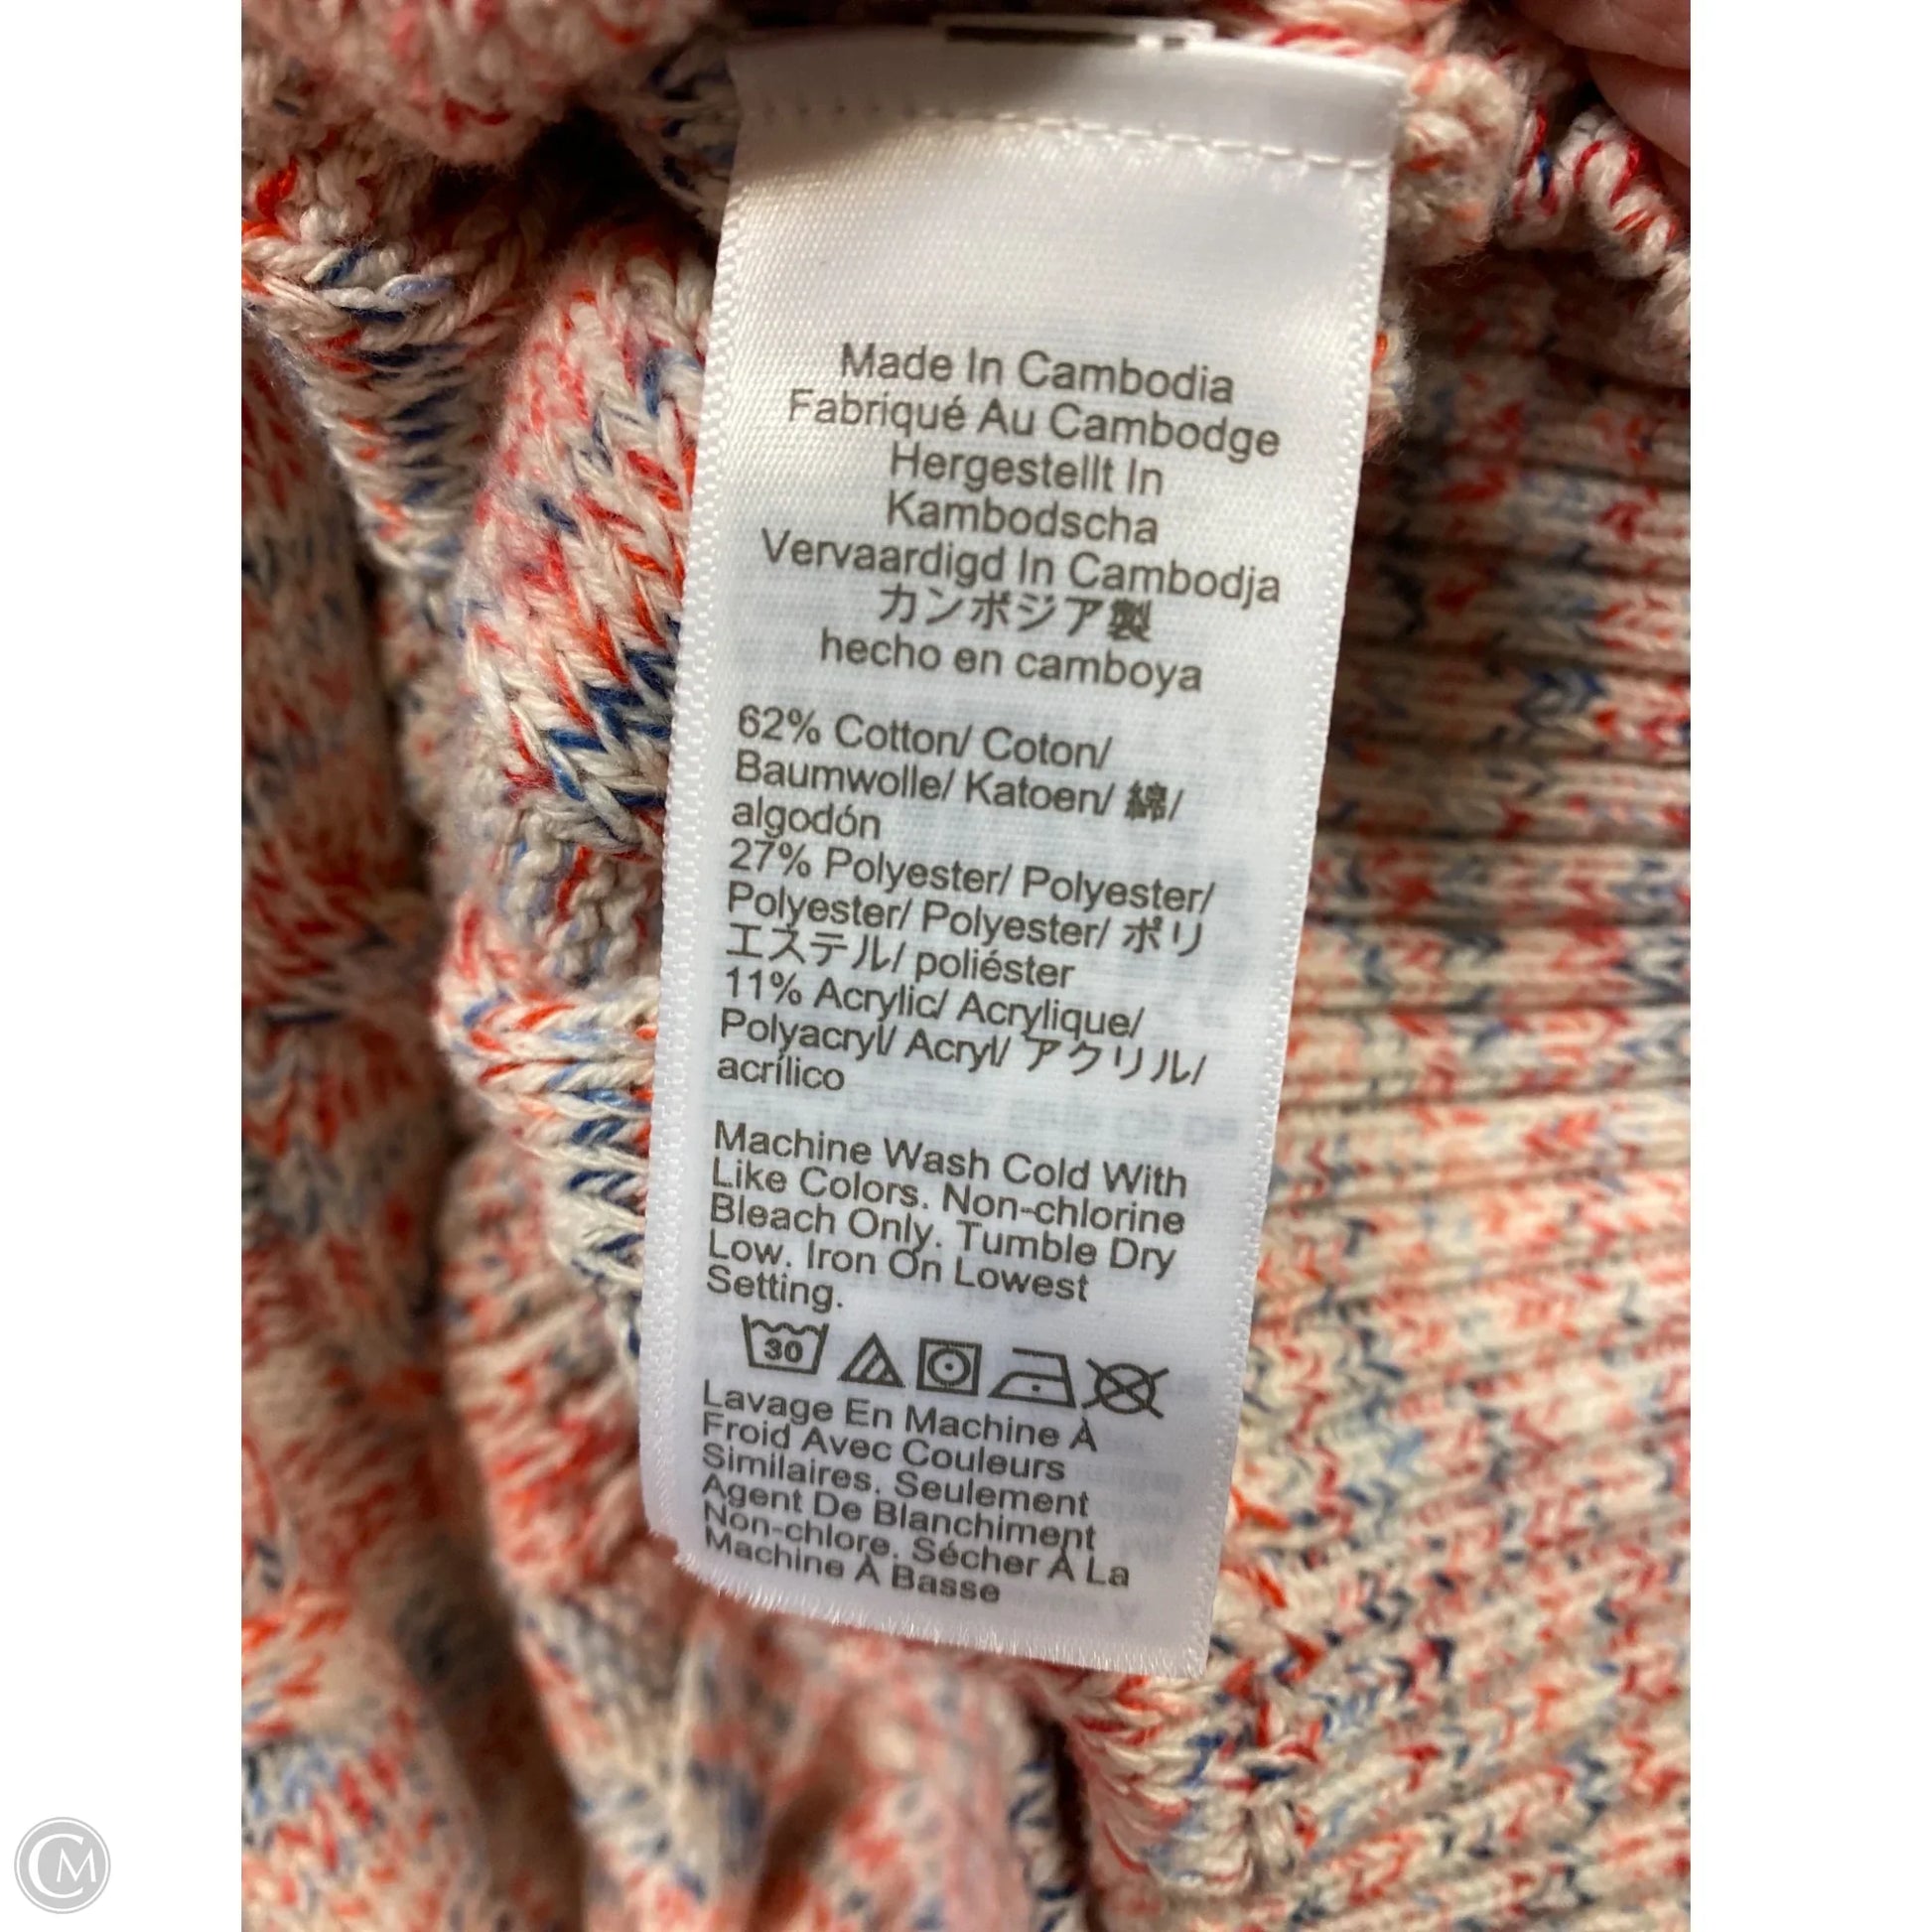 Made In Cambodia
Fabriqué Au Cambodge
Hergestellt In
Kambodscha
Vervaardigd In Cambodja
カンボジア製
hecho en camboya
62% Cotton/ Coton/
Baumwolle/ Katoen/ 綿/
algodón
27% Polyester/ Polyester/
Polyester/ Polyester/ ポリ
エステル/ poliéster
11% Acrylic/ Acrylique/
Polyacryl/ Acryl/ アクリル/
acrílico
Machine Wash Cold With
Like Colors. Non-chlorine
Bleach Only. Tumble Dry
Low. Iron On Lowest
Setting.
30
Lavage En Machine À
Froid Avec Couleurs
Similaires. Seulement
Agent De Blanchiment
Non-chlore. Sécher À La
Machine À Basse
CM